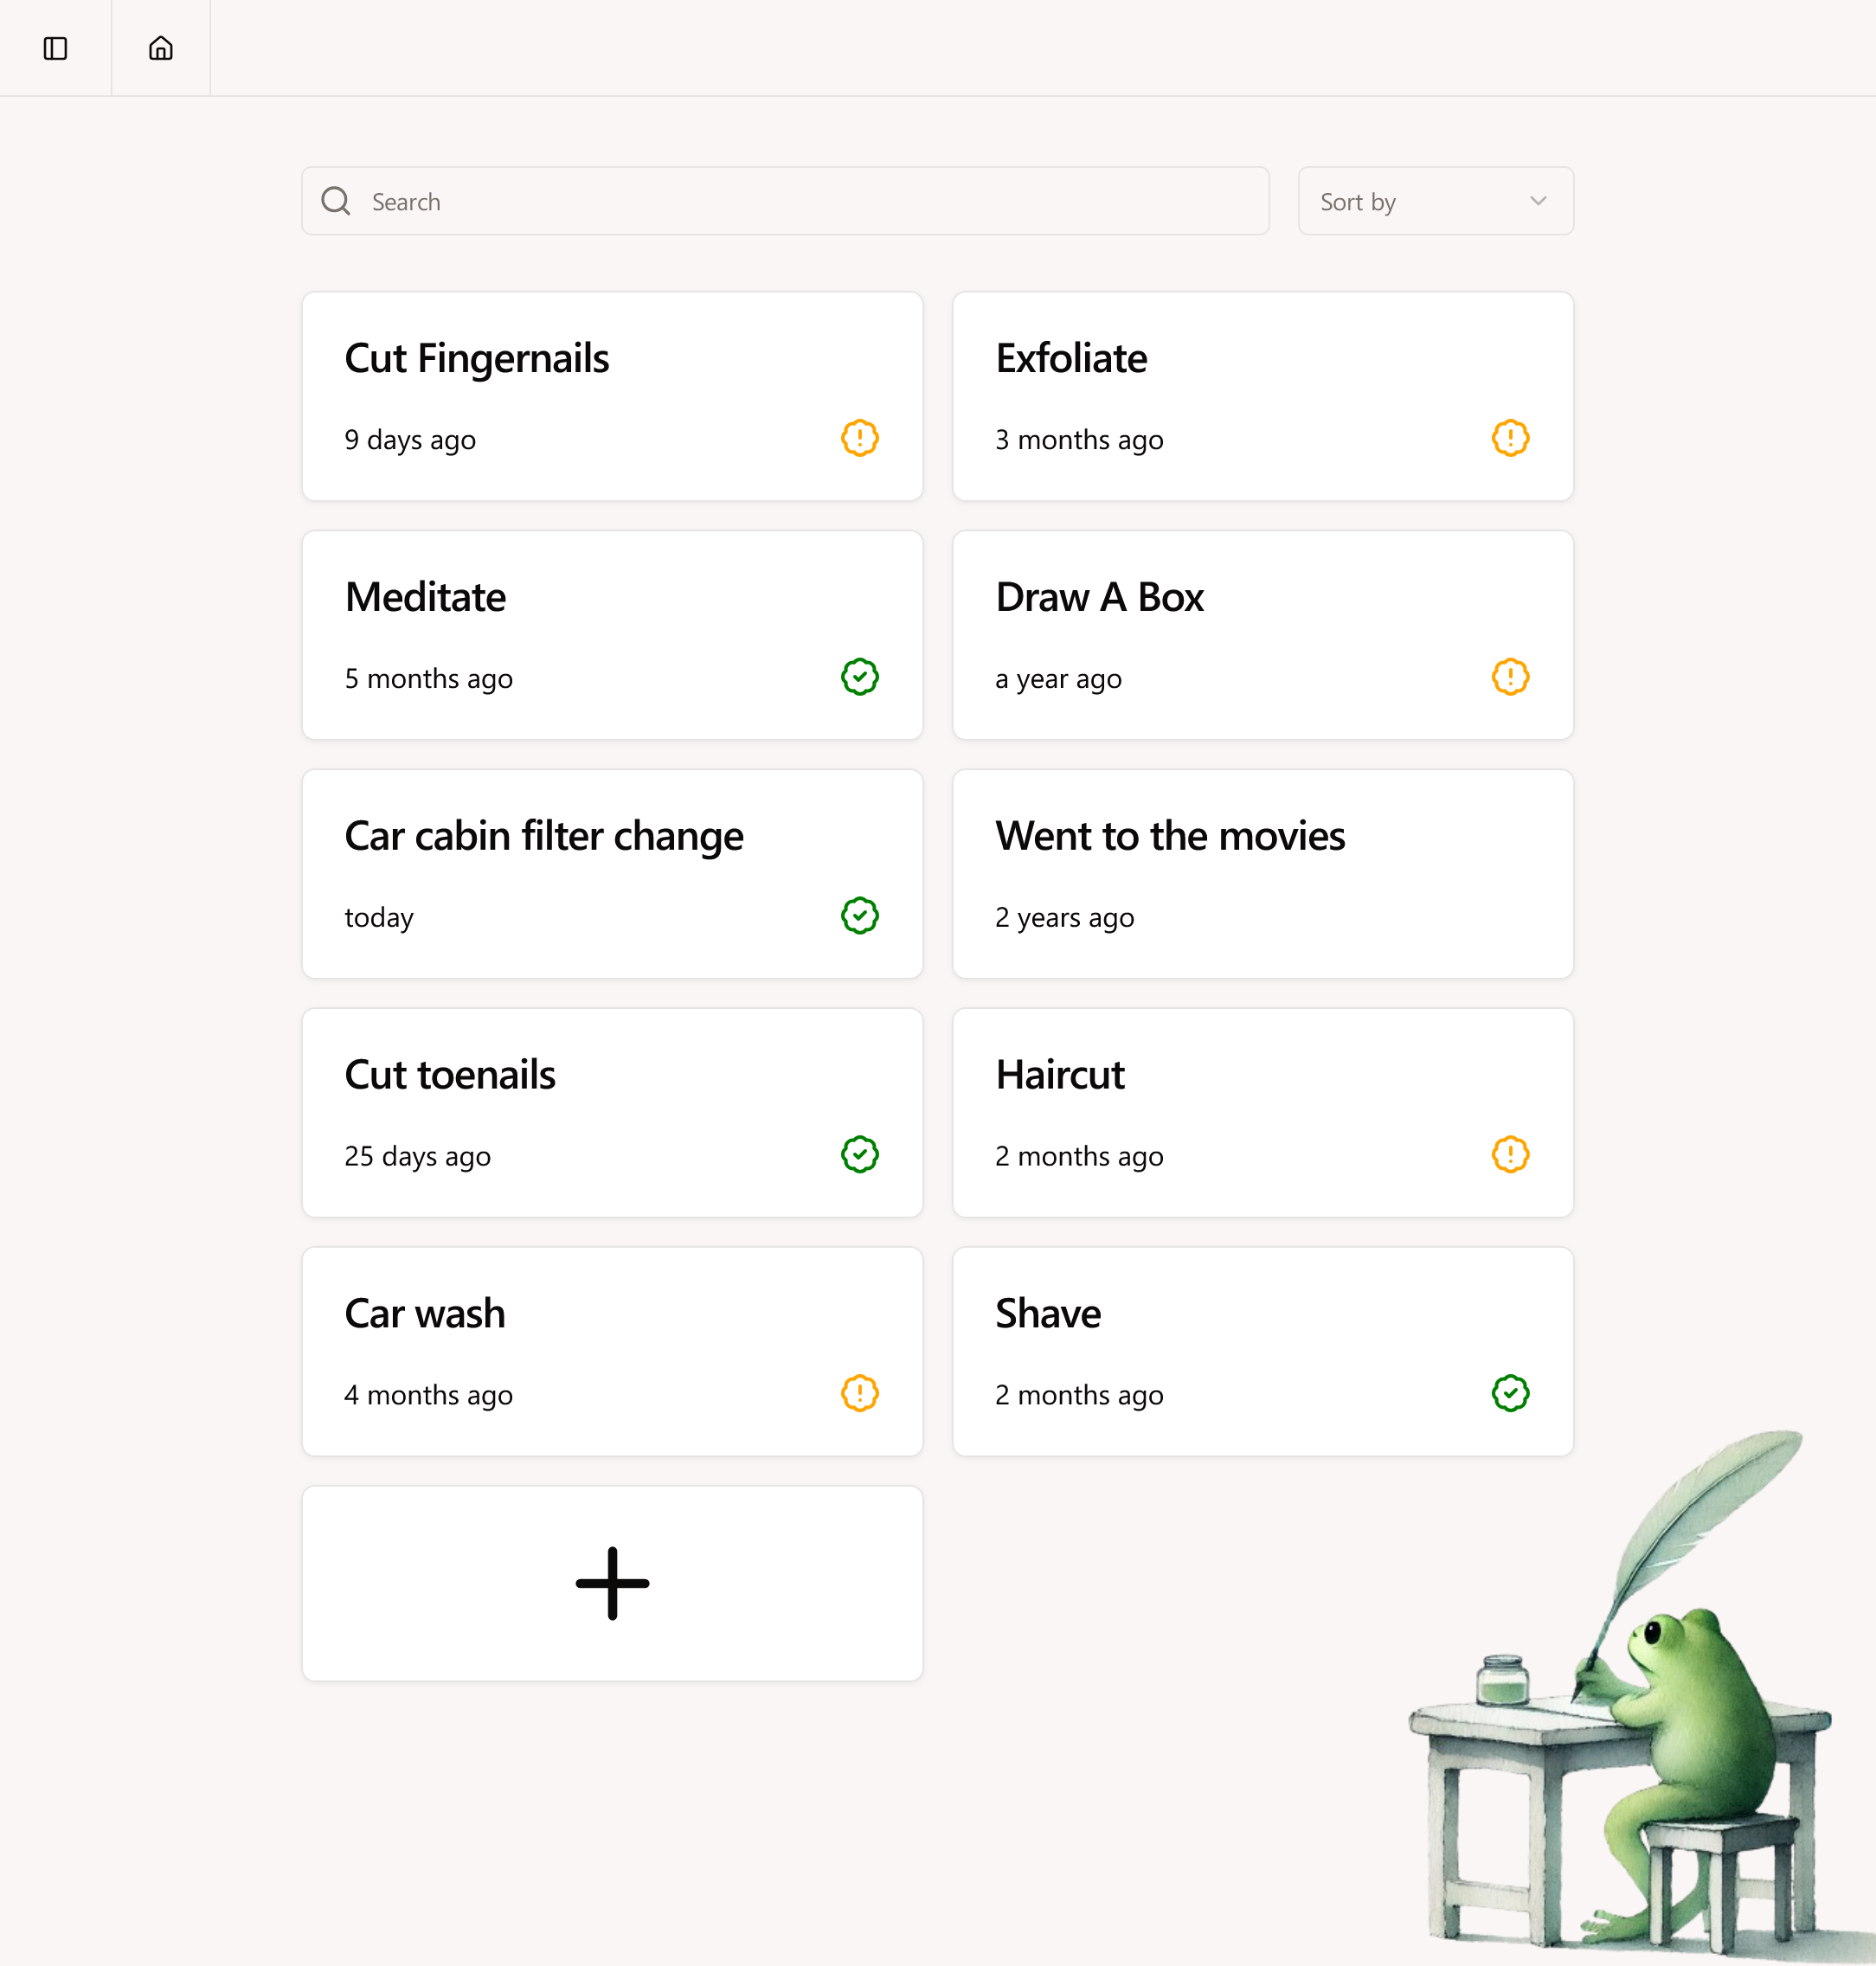 Search
Sort by
Cut Fingernails
9 days ago
Exfoliate
3 months ago
Meditate
5 months ago
Draw A Box
a year ago
Car cabin filter change
today
Went to the movies
2 years ago
Cut toenails
25 days ago
Haircut
2 months ago
Car wash
4 months ago
Shave
2 months ago